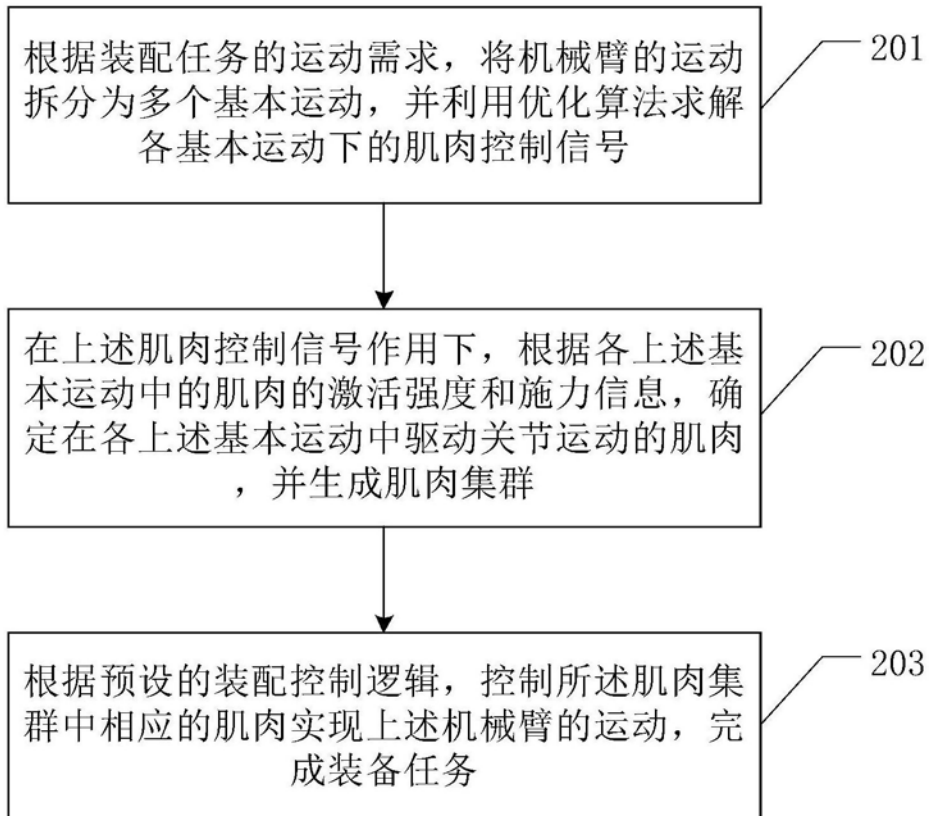 根据装配任务的运动需求，将机械臂的运动
拆分为多个基本运动，并利用优化算法求解
各基本运动下的肌肉控制信号
201
在上述肌肉控制信号作用下，根据各上述基
本运动中的肌肉的激活强度和施力信息，确
定在各上述基本运动中驱动关节运动的肌肉
，并生成肌肉集群
202
根据预设的装配控制逻辑，控制所述肌肉集
群中相应的肌肉实现上述机械臂的运动，完
成装备任务
203